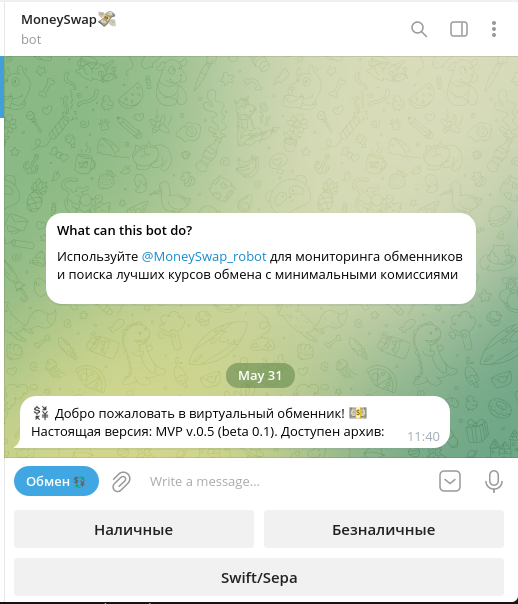 MoneySwap💸
bot
What can this bot do?
Используйте @MoneySwap_robot для мониторинга обменников
и поиска лучших курсов обмена с минимальными комиссиями
May 31
💱 Добро пожаловать в виртуальный обменник! 💵
Настоящая версия: MVP v.0.5 (beta 0.1). Доступен архив:
11:40
Обмен 👣
Write a message...
Наличные
Безналичные
Swift/Sepa